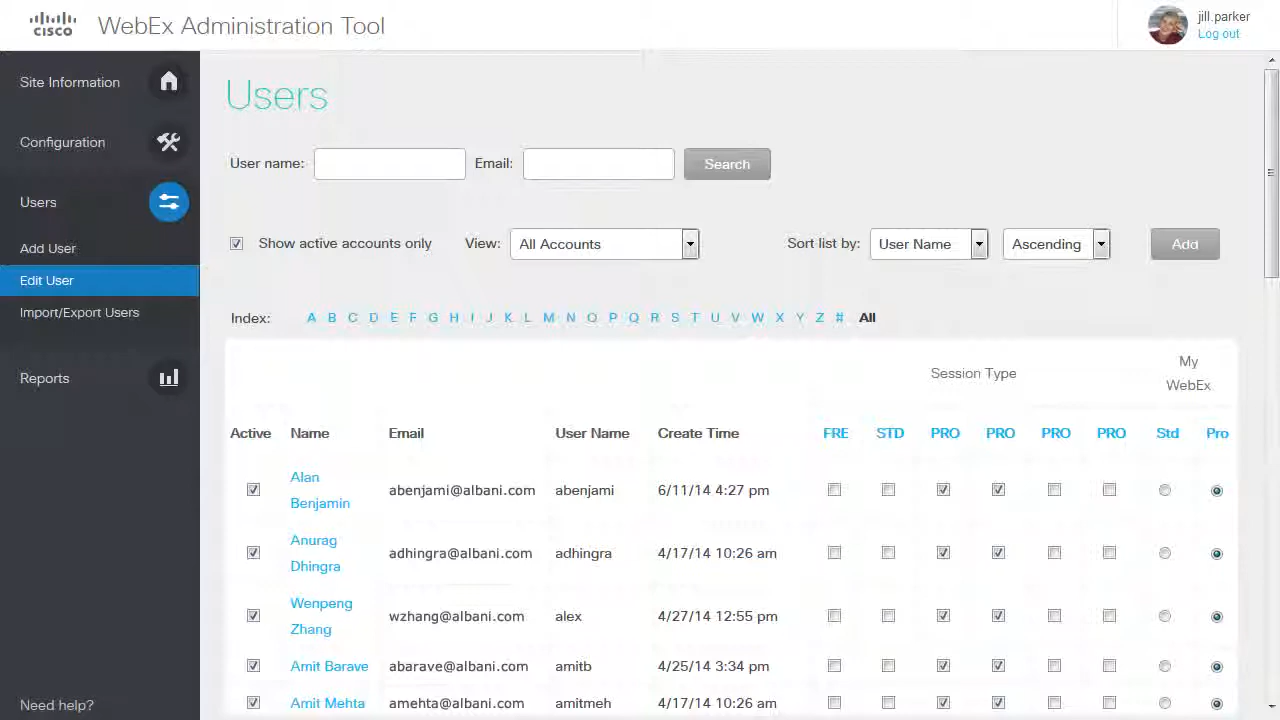 CISCO WebEx Administration Tool
jill.parker
Log out
Site Information
Configuration
Users
Add User
Edit User
Import/Export Users
Reports
Need help?
Users
User name: Email: Search
Show active accounts only View: All Accounts Sort list by: User Name Ascending Add
Index: A B C D E F G H I J K L M N O P Q R S T U V W X Y Z # All
Session Type My WebEx
Active Name Email User Name Create Time FRE STD PRO PRO PRO PRO Std Pro
Alan Benjamin abenjami@albani.com abenjami 6/11/14 4:27 pm
Anurag Dhingra adhingra@albani.com adhingra 4/17/14 10:26 am
Wenpeng Zhang wzhang@albani.com alex 4/27/14 12:55 pm
Amit Barave abarave@albani.com amitb 4/25/14 3:34 pm
Amit Mehta amehta@albani.com amitmeh 4/17/14 10:26 am